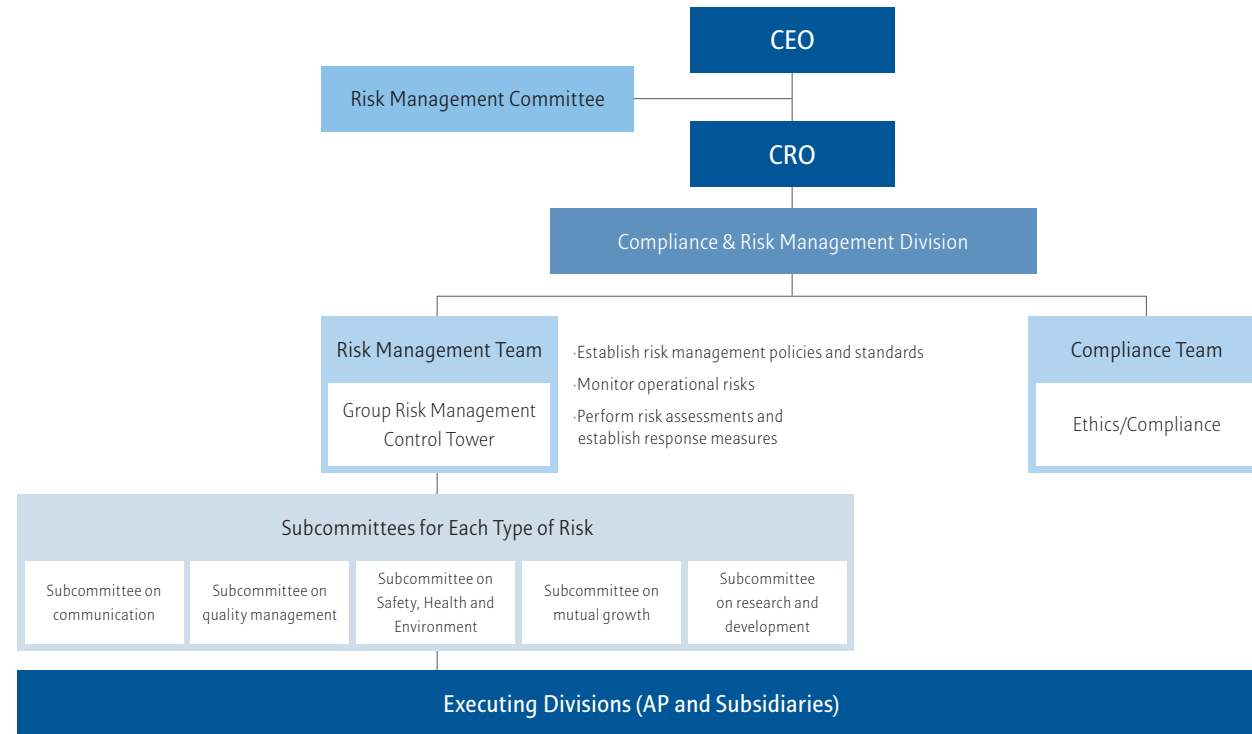 CEO
Risk Management Committee
CRO
Compliance & Risk Management Division
Risk Management Team
Group Risk Management
Control Tower
·Establish risk management policies and standards
·Monitor operational risks
·Perform risk assessments and
establish response measures
Compliance Team
Ethics/Compliance
Subcommittees for Each Type of Risk
Subcommittee on
communication
Subcommittee on
quality management
Subcommittee on
Safety, Health and
Environment
Subcommittee on
mutual growth
Subcommittee
on research and
development
Executing Divisions (AP and Subsidiaries)